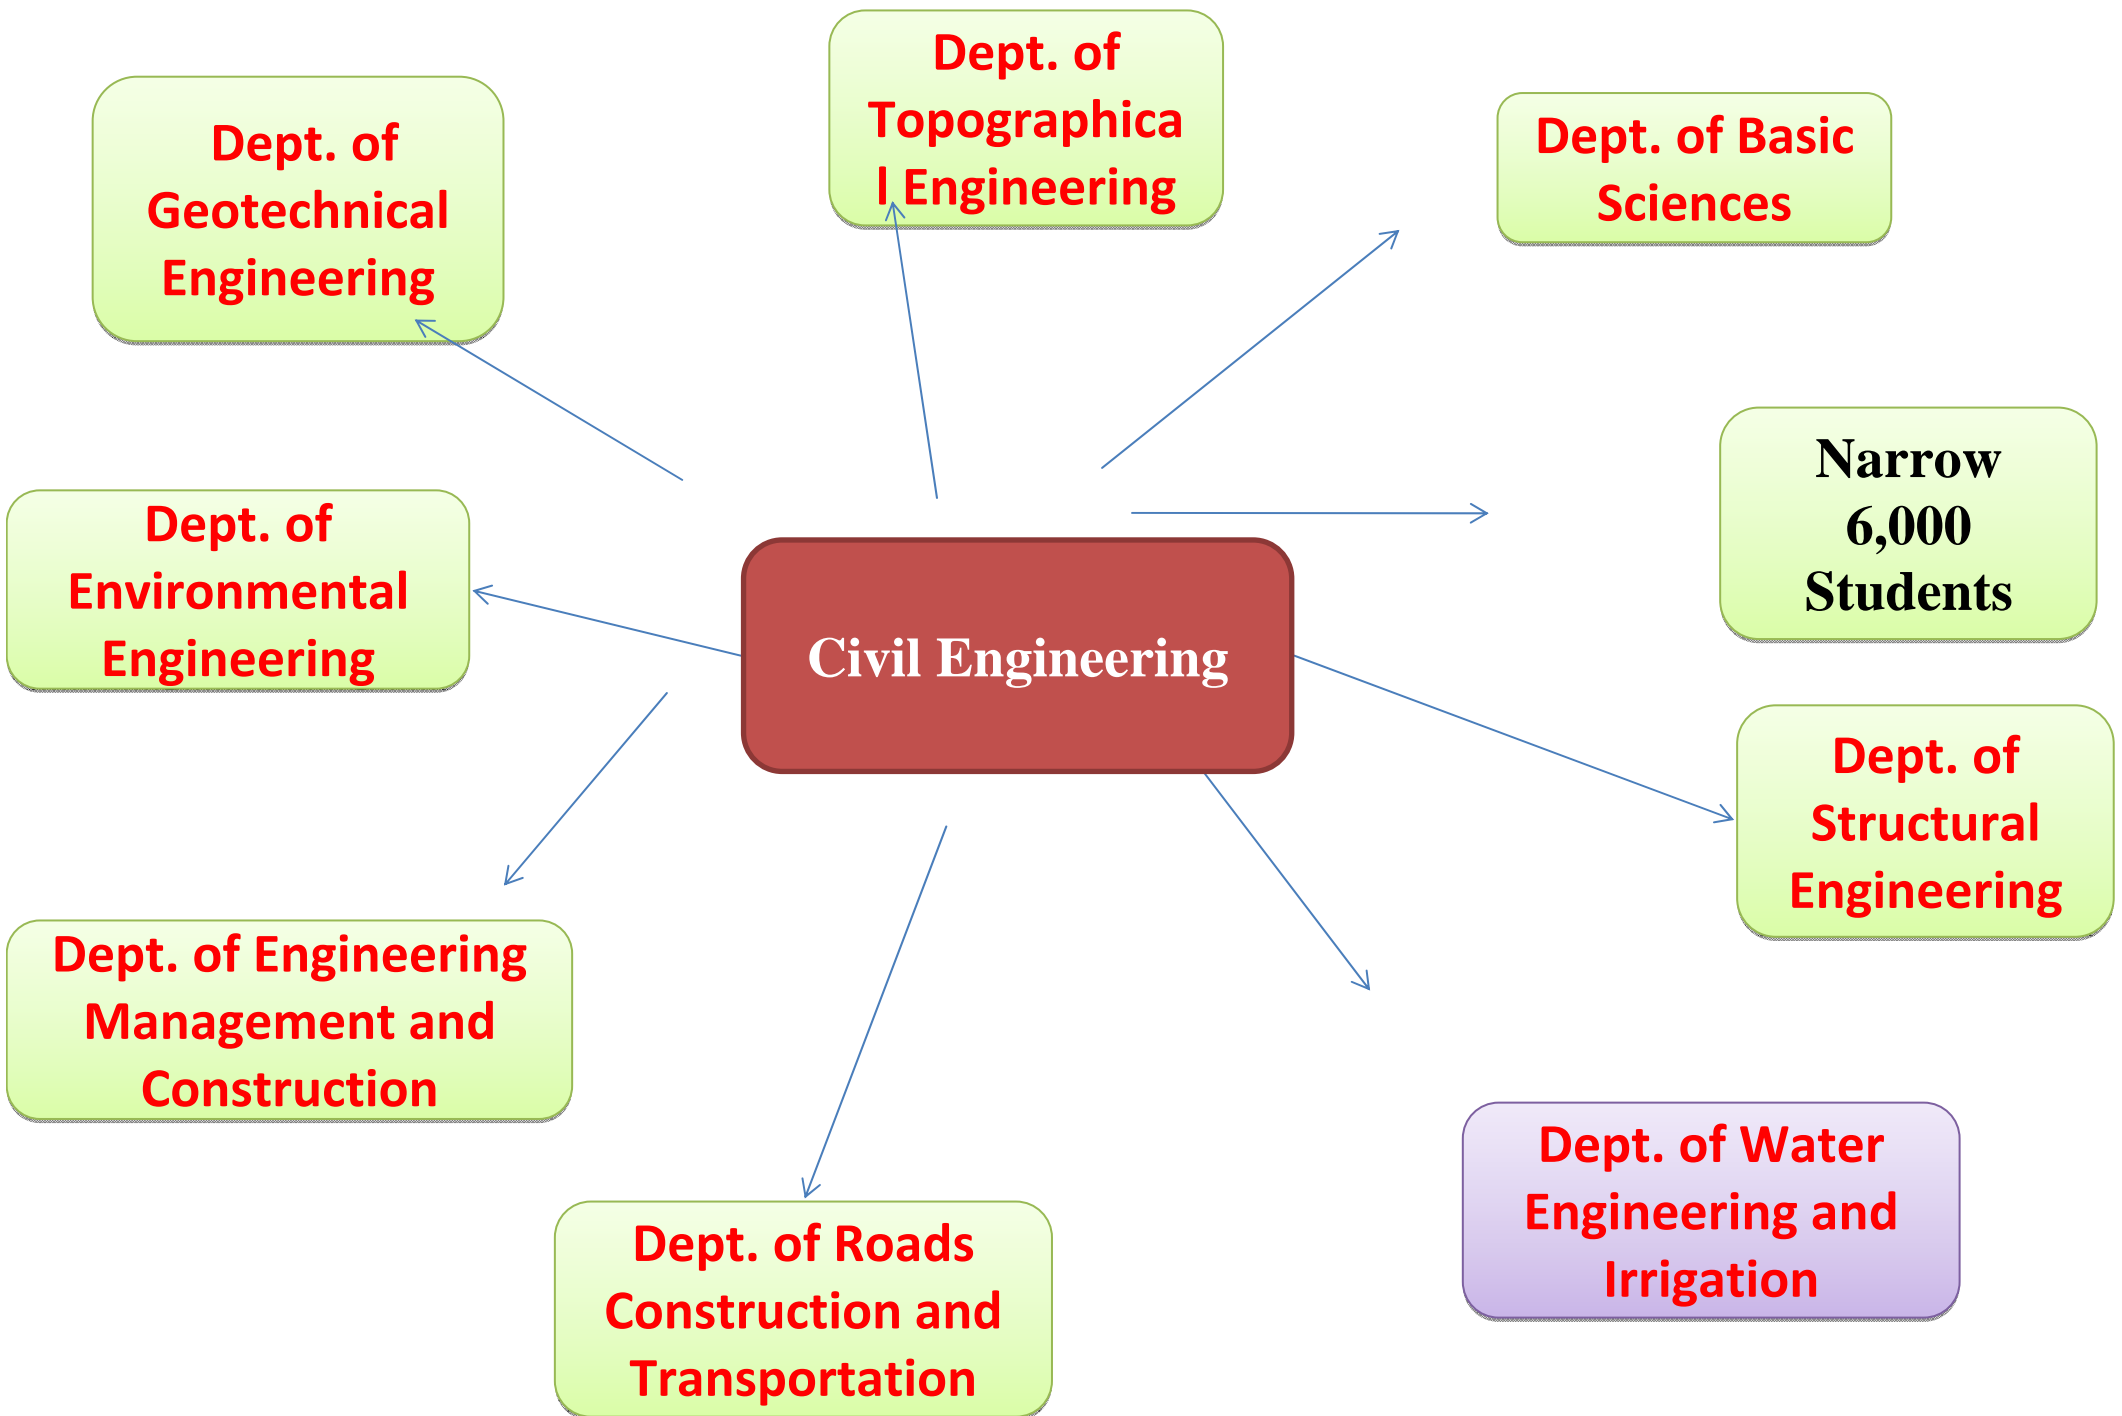 Dept. of
Topographica
l Engineering
Dept. of
Geotechnical
Engineering
Dept. of Basic
Sciences
Narrow
6,000
Students
Dept. of
Environmental
Engineering
Civil Engineering
Dept. of
Structural
Engineering
Dept. of Engineering
Management and
Construction
Dept. of Water
Engineering and
Irrigation
Dept. of Roads
Construction and
Transportation